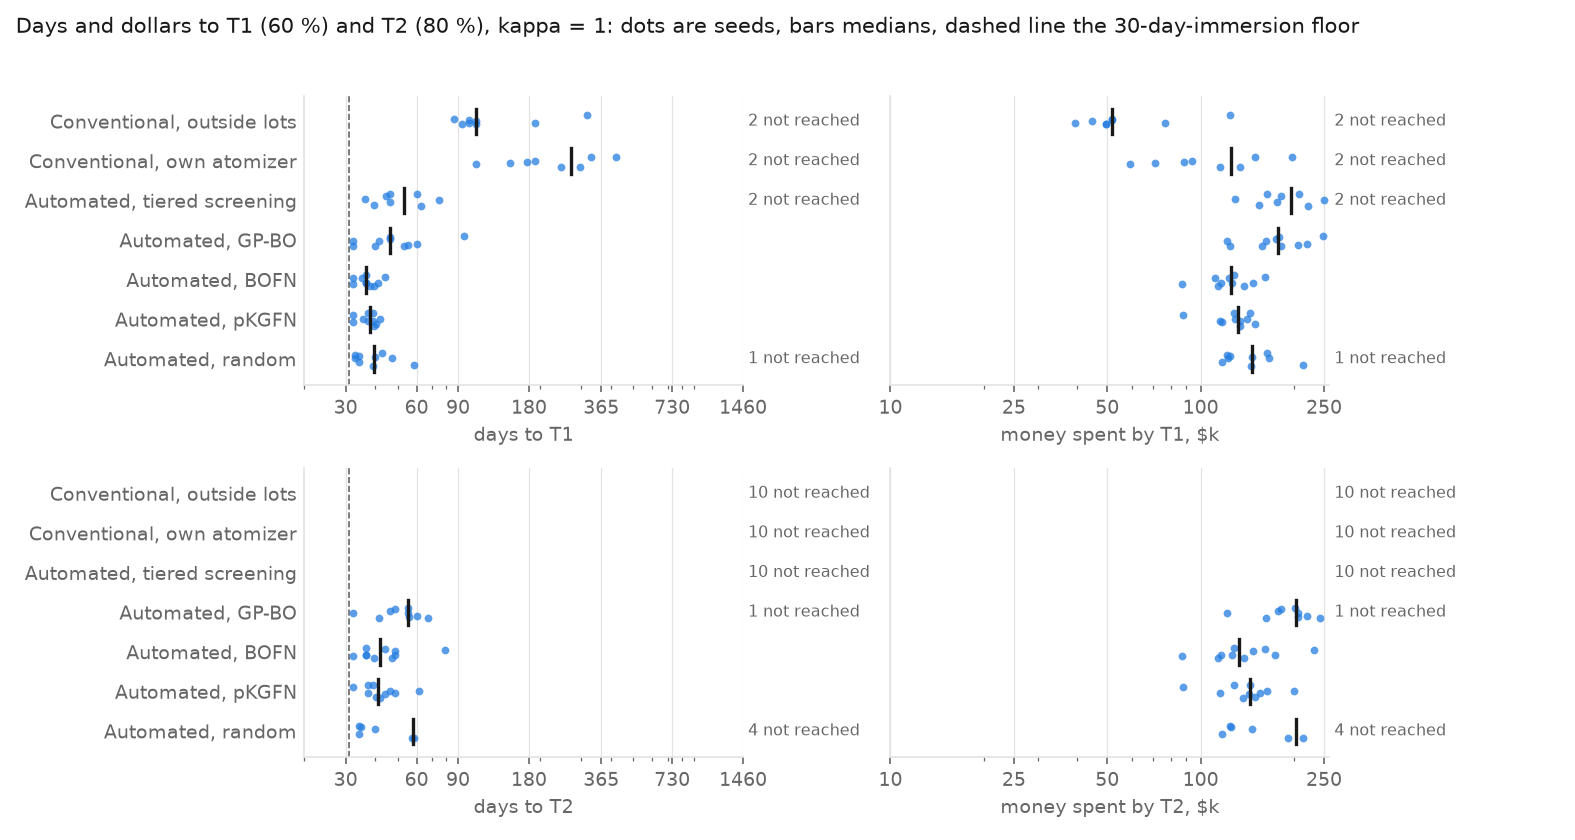 Days and dollars to T1 (60 %) and T2 (80 %), kappa = 1: dots are seeds, bars medians, dashed line the 30-day-immersion floor
Conventional, outside lots
2 not reached
2 not reached
Conventional, own atomizer
2 not reached
2 not reached
Automated, tiered screening
2 not reached
2 not reached
Automated, GP-BO
Automated, BOFN
Automated, pKGFN
Automated, random
1 not reached
1 not reached
30 60 90 180 365 730 1460
days to T1
10 25 50 100 250
money spent by T1, $k
Conventional, outside lots
10 not reached
10 not reached
Conventional, own atomizer
10 not reached
10 not reached
Automated, tiered screening
10 not reached
10 not reached
Automated, GP-BO
1 not reached
1 not reached
Automated, BOFN
Automated, pKGFN
Automated, random
4 not reached
4 not reached
30 60 90 180 365 730 1460
days to T2
10 25 50 100 250
money spent by T2, $k